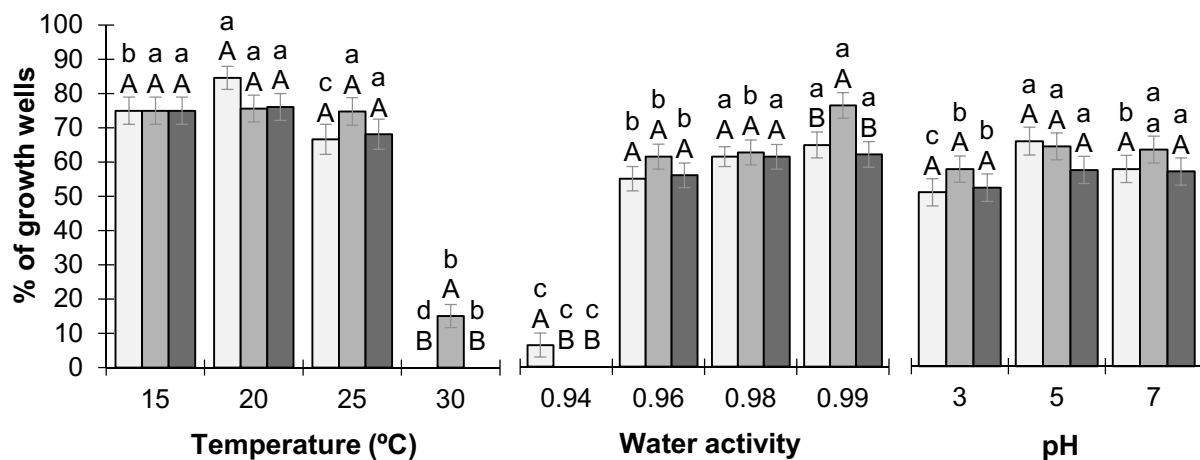 % of growth wells
100
90
80
70
60
50
40
30
20
10
0
b a a
A A A
a a a
A A A
c a a
A A A
d b b
B A B
c c c
A B B
b b b
A A A
a b a
A A A
a a a
B A B
c b b
A A A
a a a
A A A
b a a
A a A
15 20 25 30
0.94 0.96 0.98 0.99
3 5 7
Temperature (ºC)
Water activity
pH